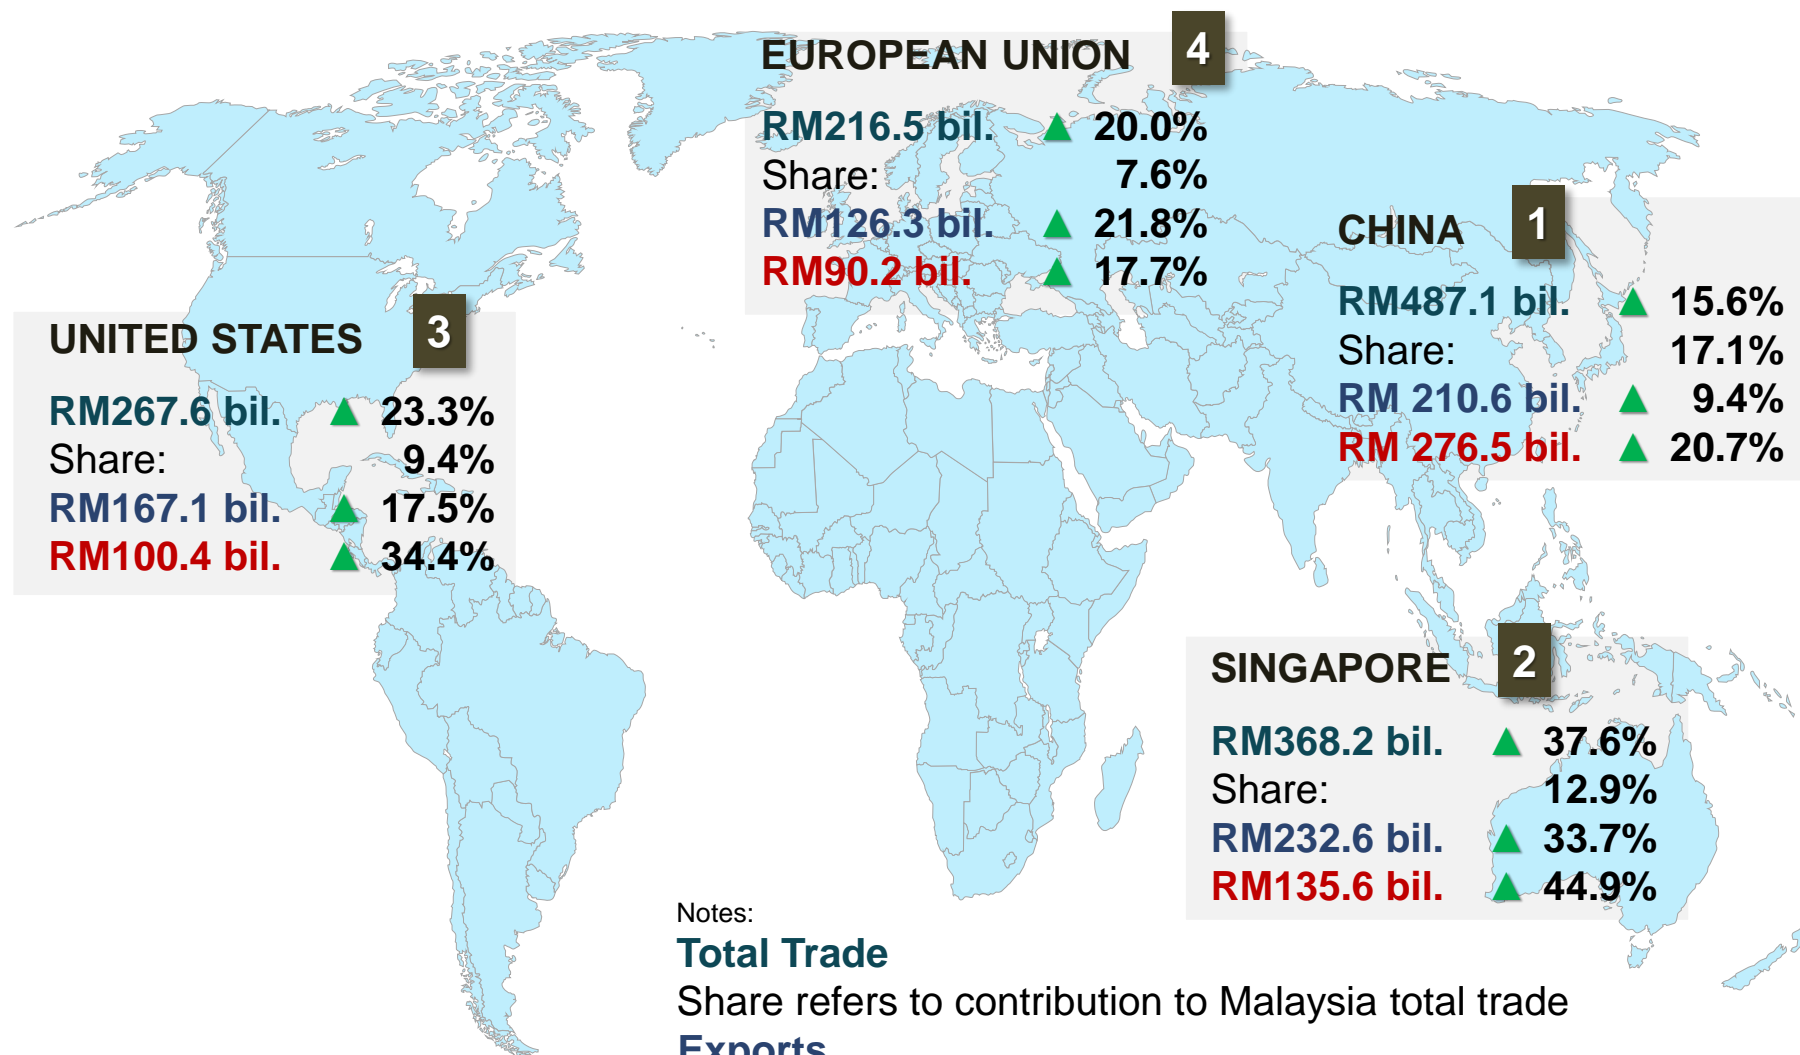 EUROPEAN UNION 4
RM216.5 bil. ▲ 20.0%
Share: 7.6%
RM126.3 bil. ▲ 21.8%
RM90.2 bil. ▲ 17.7%
CHINA 1
RM487.1 bil. ▲ 15.6%
Share: 17.1%
RM 210.6 bil. ▲ 9.4%
RM 276.5 bil. ▲ 20.7%
UNITED STATES 3
RM267.6 bil. ▲ 23.3%
Share: 9.4%
RM167.1 bil. ▲ 17.5%
RM100.4 bil. ▲ 34.4%
SINGAPORE 2
RM368.2 bil. ▲ 37.6%
Share: 12.9%
RM232.6 bil. ▲ 33.7%
RM135.6 bil. ▲ 44.9%
Notes:
Total Trade
Share refers to contribution to Malaysia total trade
Exports